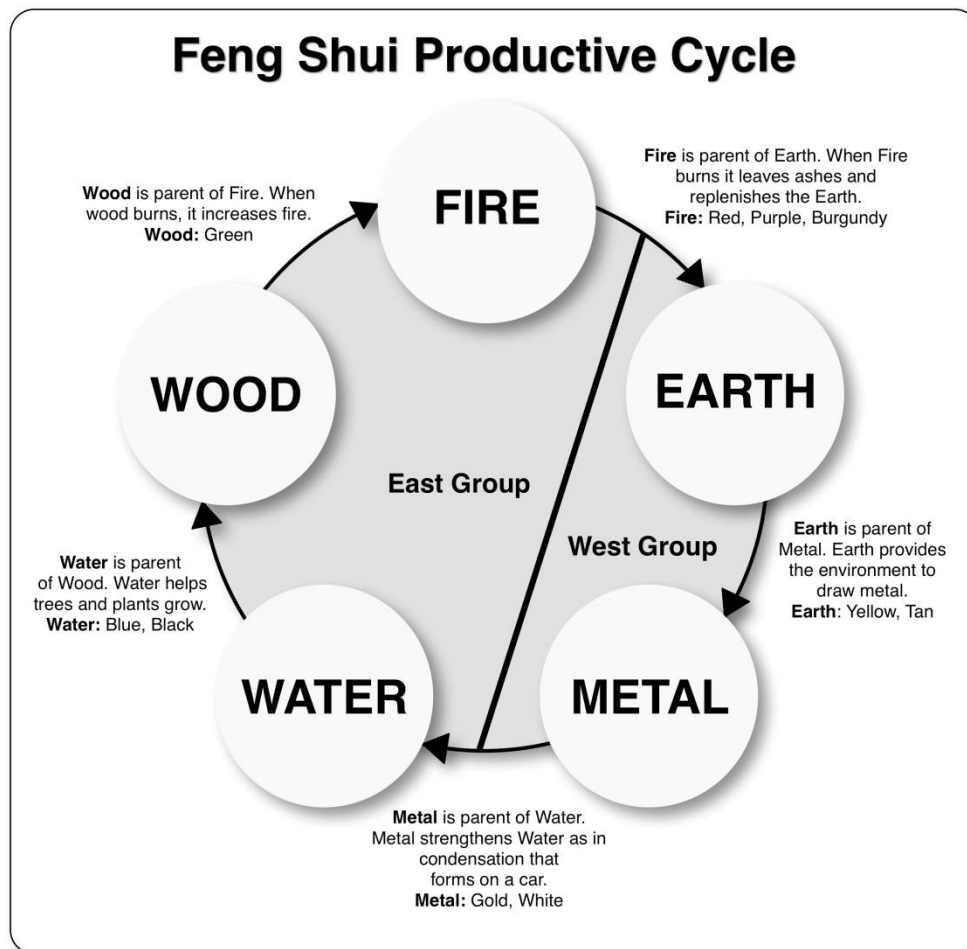 Feng Shui Productive Cycle
Fire is parent of Earth. When Fire
burns it leaves ashes and
replenishes the Earth.
Fire: Red, Purple, Burgundy
Wood is parent of Fire. When
wood burns, it increases fire.
Wood: Green
FIRE
WOOD
EARTH
East Group
West Group
Earth is parent of
Metal. Earth provides
the environment to
draw metal.
Earth: Yellow, Tan
Water is parent
of Wood. Water helps
trees and plants grow.
Water: Blue, Black
WATER
METAL
Metal is parent of Water.
Metal strengthens Water as in
condensation that
forms on a car.
Metal: Gold, White